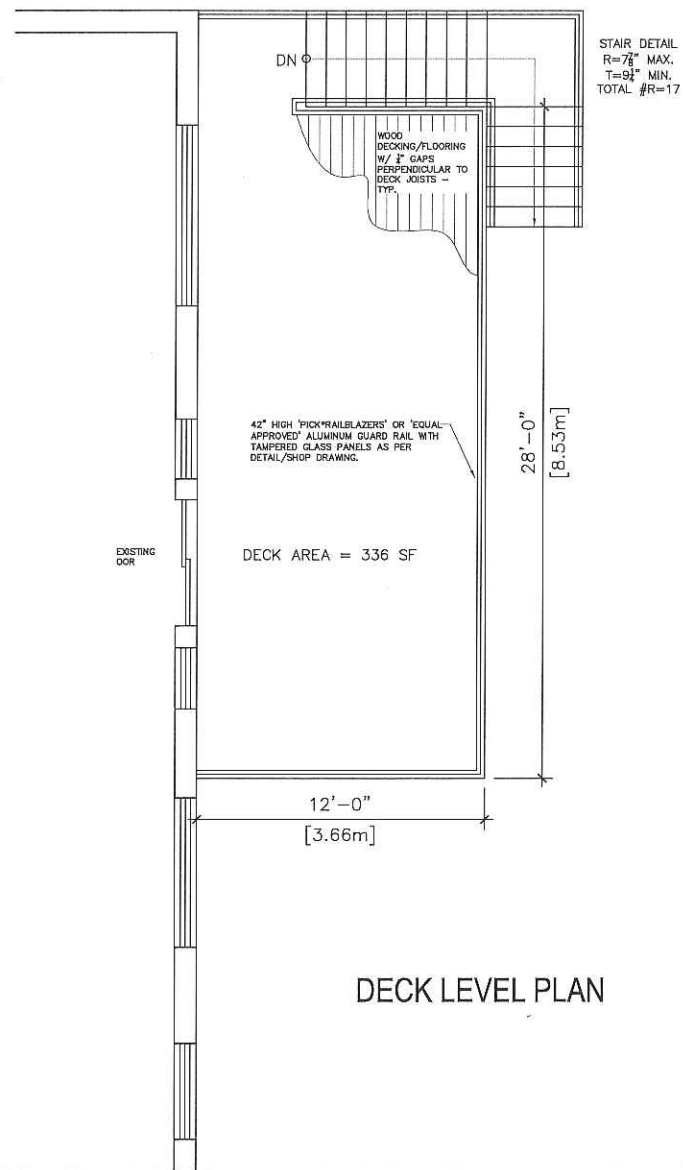 STAIR DETAIL
R=7⅞" MAX.
T=9¼" MIN.
TOTAL #R=17
DN
WOOD
DECKING/FLOORING
W/ ¼" GAPS
PERPENDICULAR TO
DECK JOISTS –
TYP.
42" HIGH 'PICK*RAILBLAZERS' OR 'EQUAL
APPROVED' ALUMINUM GUARD RAIL WITH
TAMPERED GLASS PANELS AS PER
DETAIL/SHOP DRAWING.
28'-0"
[8.53m]
EXISTING
OOR
DECK AREA = 336 SF
12'-0"
[3.66m]
DECK LEVEL PLAN